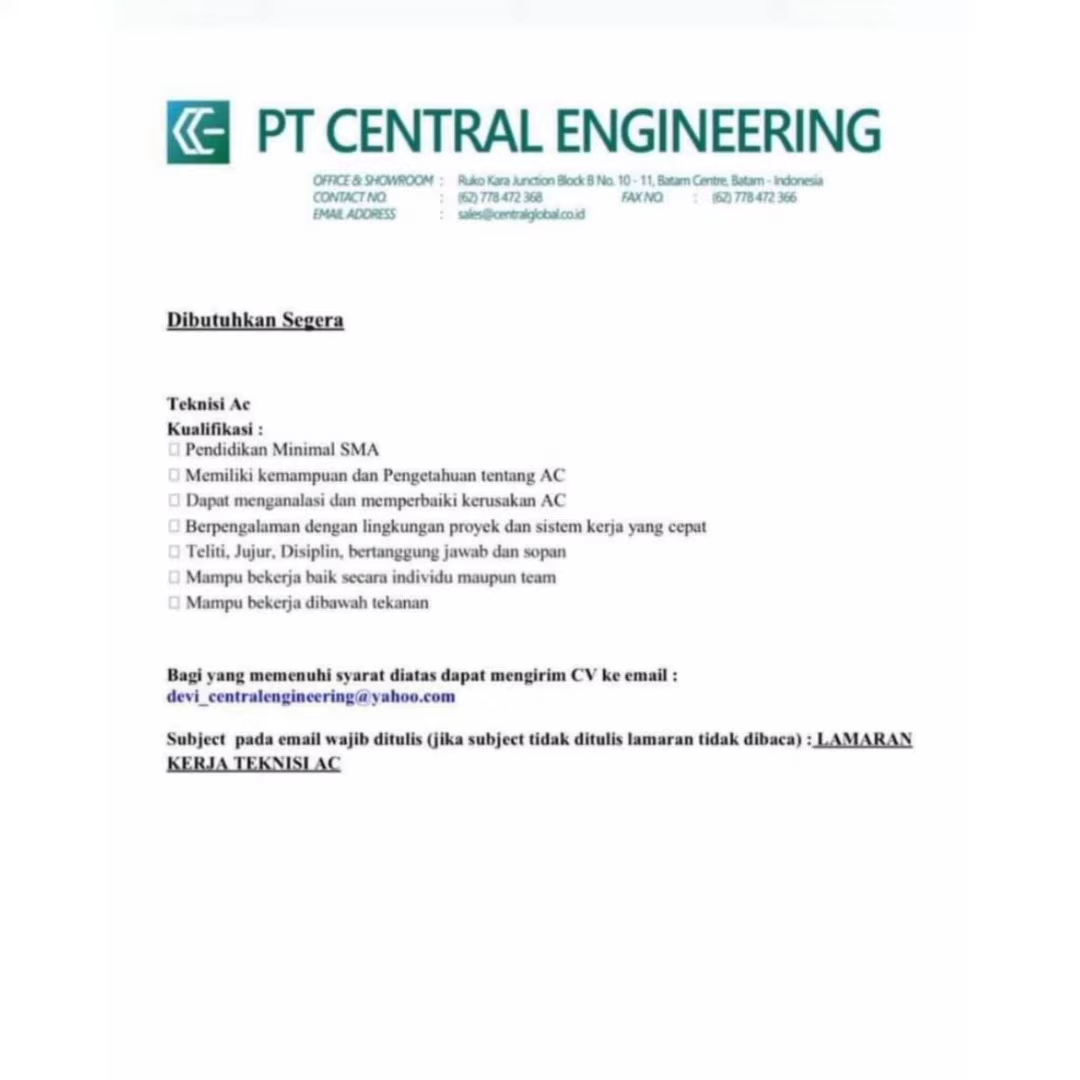 PT CENTRAL ENGINEERING
OFFICE & SHOWROOM : Ruko Kara Junction Block B No. 10 - 11, Batam Centre, Batam - Indonesia
CONTACT NO. : (62) 778 472 368 FAX NO. : (62) 778 472 366
EMAIL ADDRESS : sales@centralglobal.co.id
Dibutuhkan Segera
Teknisi Ac
Kualifikasi :
Pendidikan Minimal SMA
Memiliki kemampuan dan Pengetahuan tentang AC
Dapat menganalasi dan memperbaiki kerusakan AC
Berpengalaman dengan lingkungan proyek dan sistem kerja yang cepat
Teliti, Jujur, Disiplin, bertanggung jawab dan sopan
Mampu bekerja baik secara individu maupun team
Mampu bekerja dibawah tekanan
Bagi yang memenuhi syarat diatas dapat mengirim CV ke email :
devi_centralengineering@yahoo.com
Subject pada email wajib ditulis (jika subject tidak ditulis lamaran tidak dibaca) : LAMARAN
KERJA TEKNISI AC